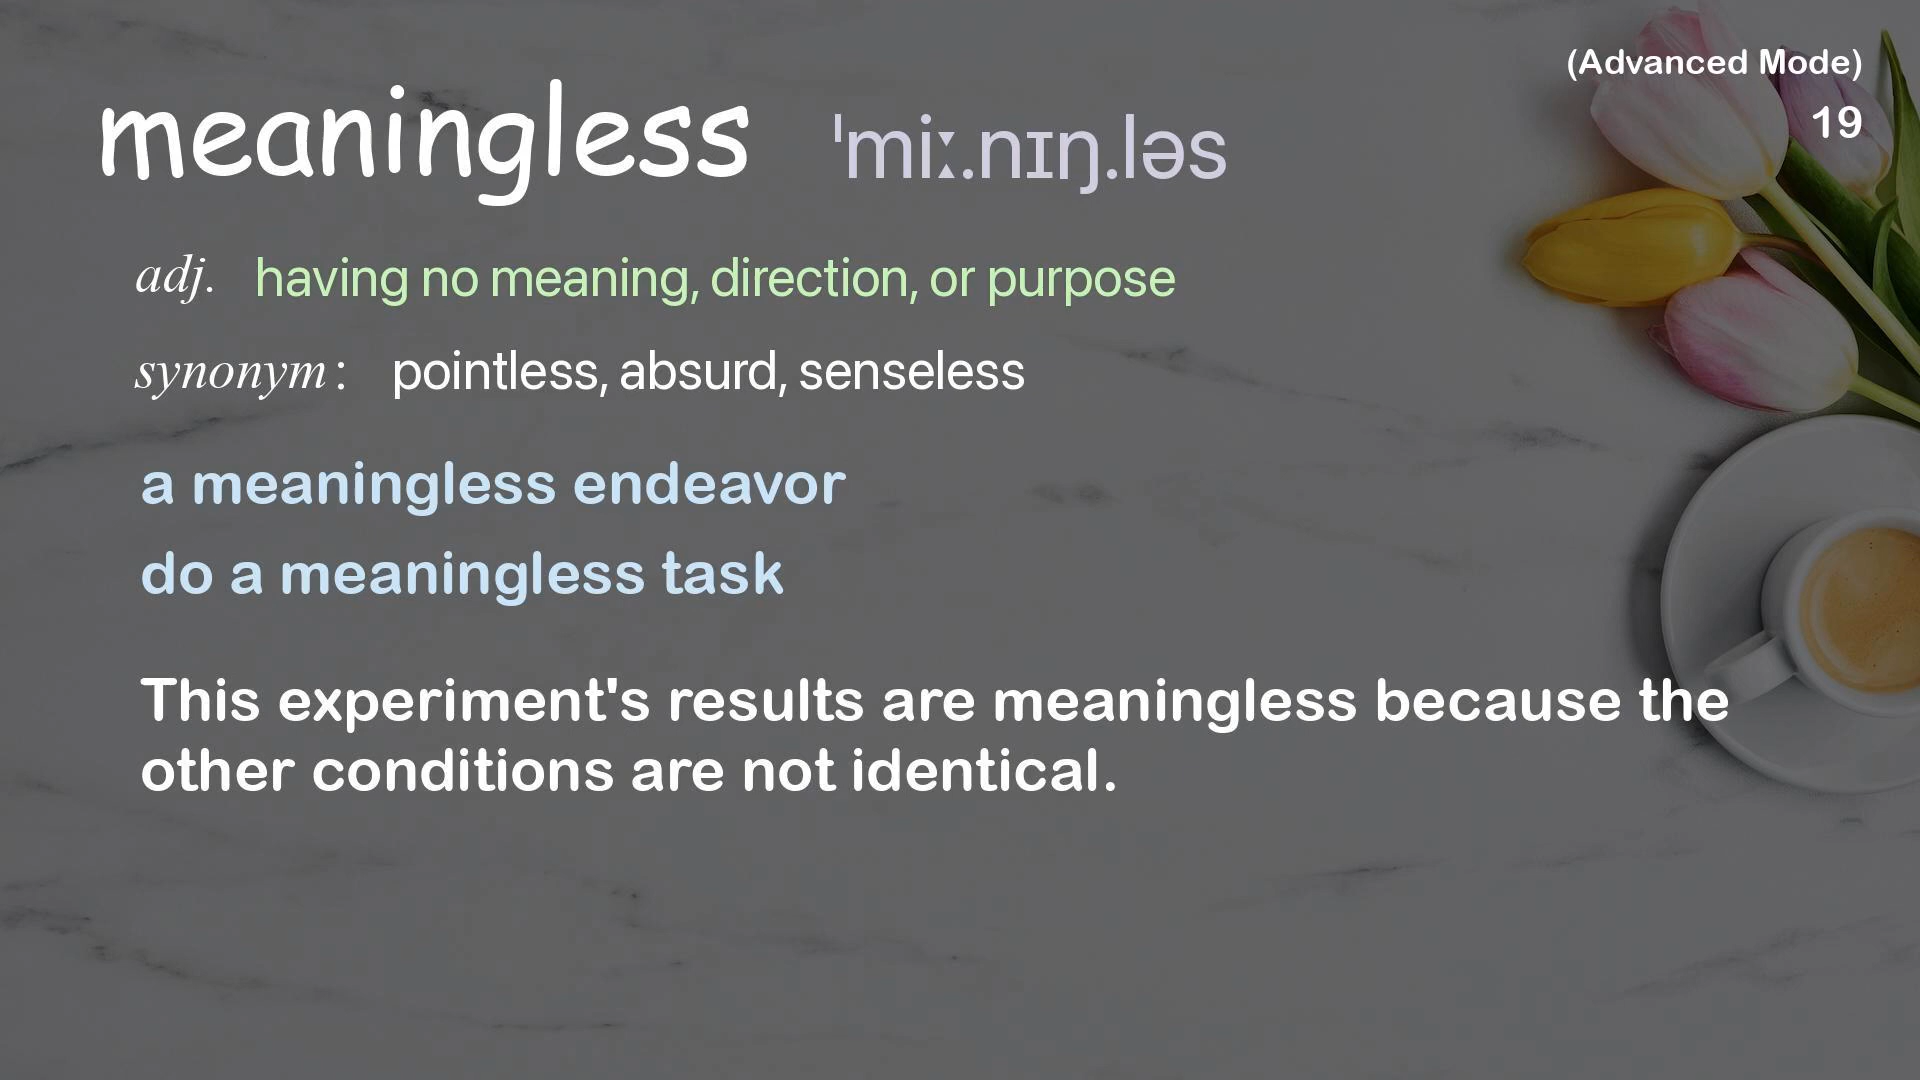 (Advanced Mode)
meaningless ˈmiː.nɪŋ.ləs
19
adj. having no meaning, direction, or purpose
synonym : pointless, absurd, senseless
a meaningless endeavor
do a meaningless task
This experiment's results are meaningless because the
other conditions are not identical.